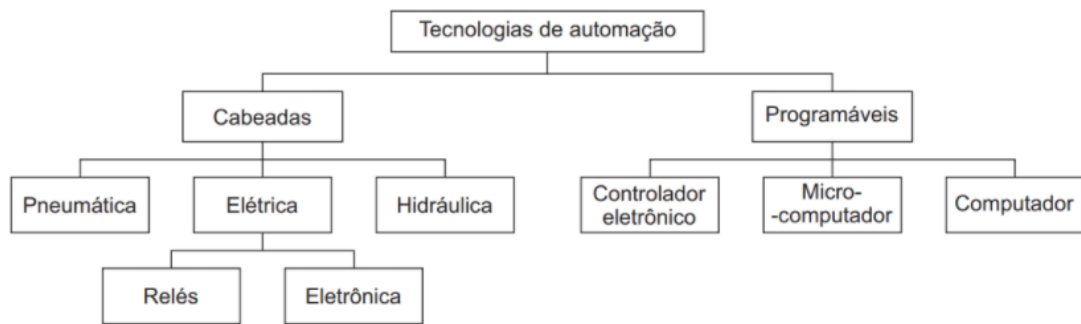 Tecnologias de automação
Cabeadas
Programáveis
Pneumática
Elétrica
Hidráulica
Controlador
eletrônico
Micro-
-computador
Computador
Relés
Eletrônica